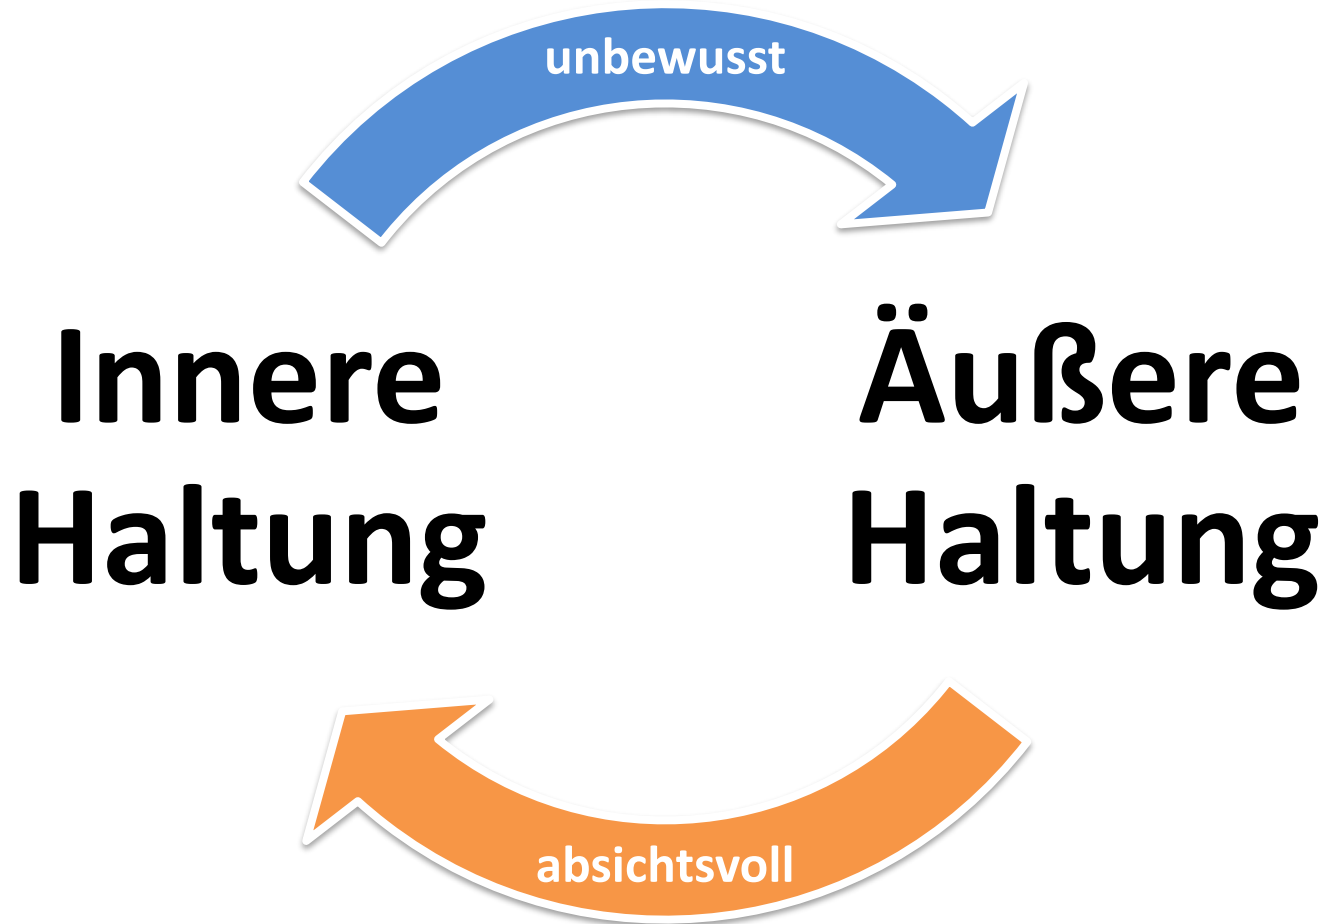 unbewusst
Innere
Haltung
Äußere
Haltung
absichtsvoll